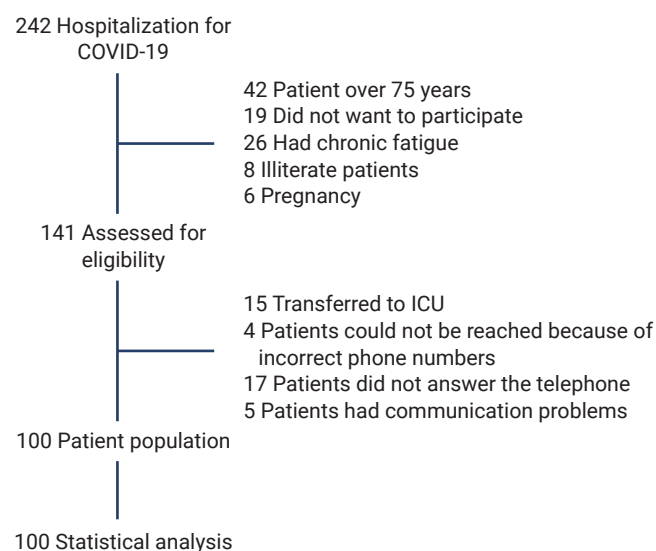 242 Hospitalization for
COVID-19
42 Patient over 75 years
19 Did not want to participate
26 Had chronic fatigue
8 Illiterate patients
6 Pregnancy
141 Assessed for
eligibility
15 Transferred to ICU
4 Patients could not be reached because of
incorrect phone numbers
17 Patients did not answer the telephone
5 Patients had communication problems
100 Patient population
100 Statistical analysis